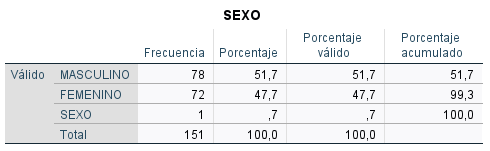 SEXO
Frecuencia Porcentaje Porcentaje válido Porcentaje acumulado
Válido MASCULINO 78 51,7 51,7 51,7
FEMENINO 72 47,7 47,7 99,3
SEXO 1 ,7 ,7 100,0
Total 151 100,0 100,0